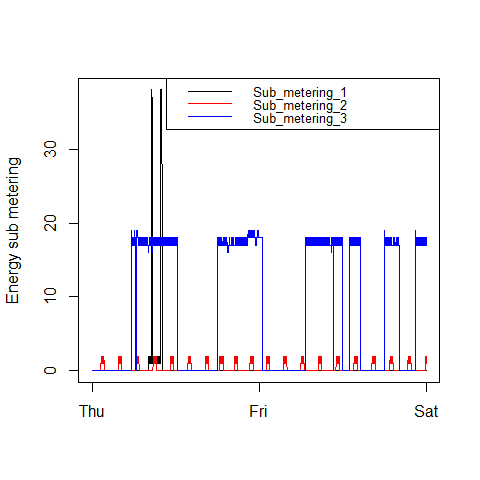 Sub_metering_1
Sub_metering_2
Sub_metering_3
Energy sub metering
30
20
10
0
Thu Fri Sat